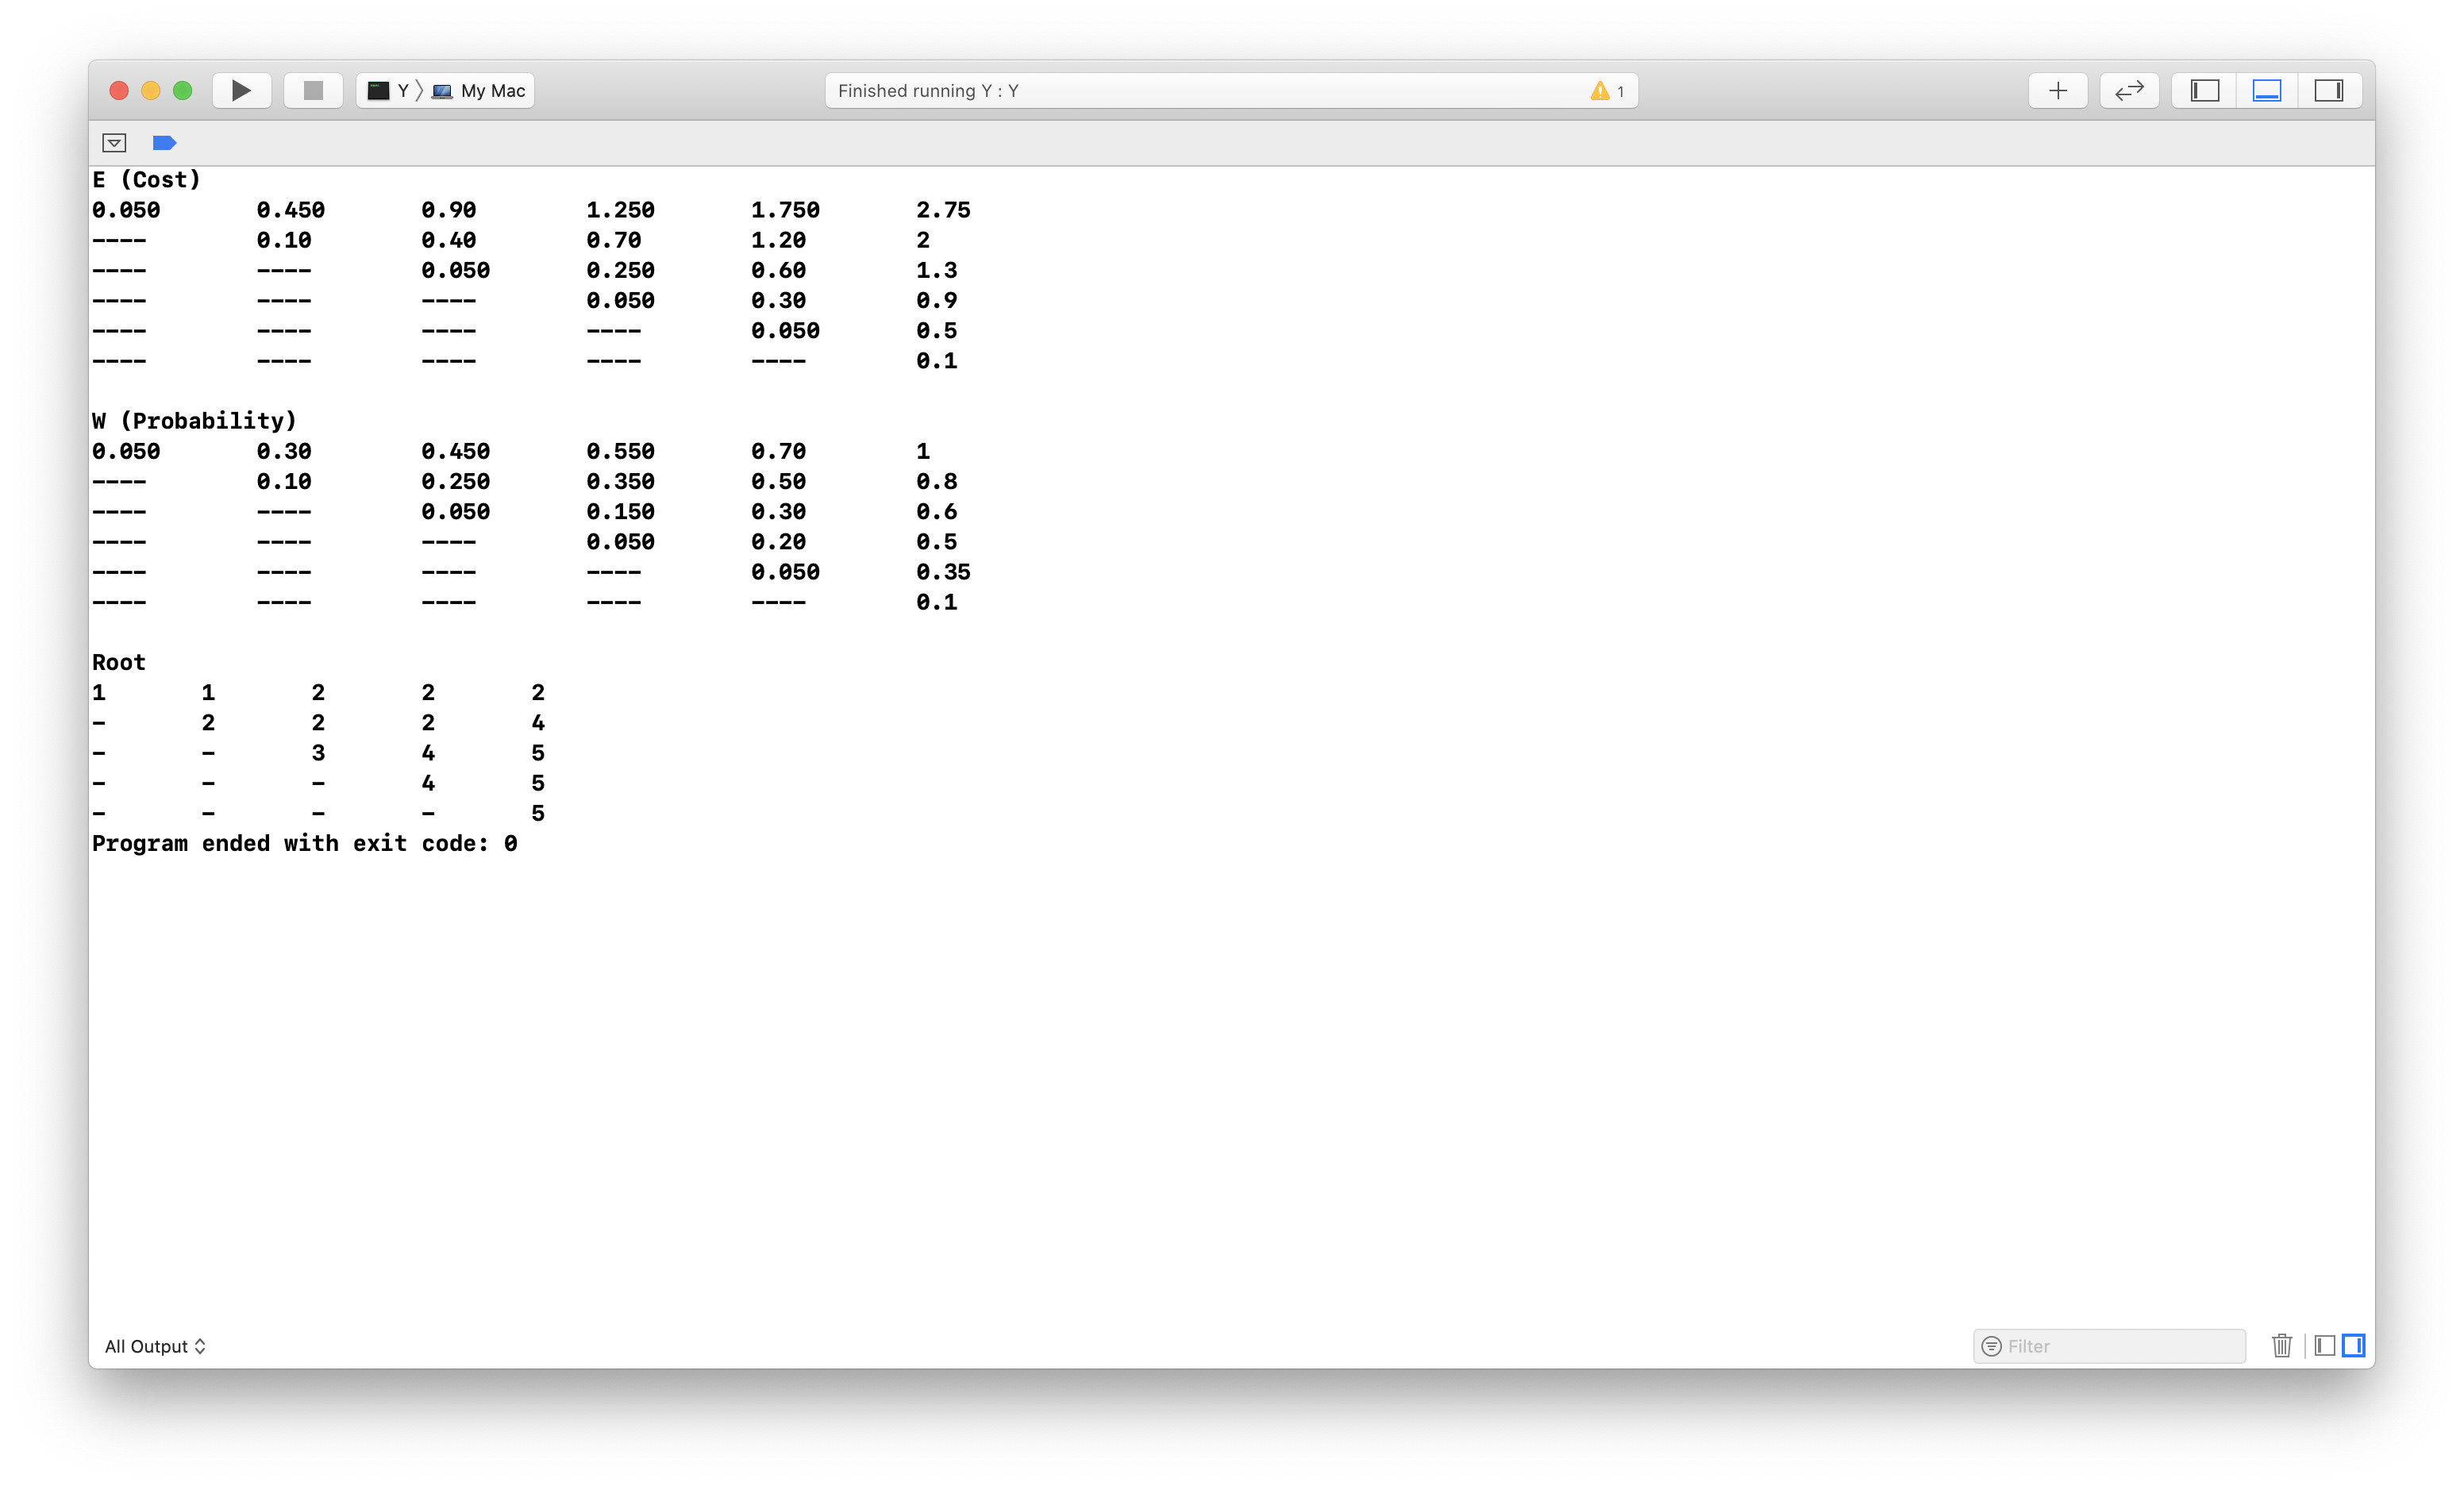 Y 〉 My Mac
Finished running Y : Y
1
E (Cost)
0.050 0.450 0.90 1.250 1.750 2.75
---- 0.10 0.40 0.70 1.20 2
---- ---- 0.050 0.250 0.60 1.3
---- ---- ---- 0.050 0.30 0.9
---- ---- ---- ---- 0.050 0.5
---- ---- ---- ---- ---- 0.1
W (Probability)
0.050 0.30 0.450 0.550 0.70 1
---- 0.10 0.250 0.350 0.50 0.8
---- ---- 0.050 0.150 0.30 0.6
---- ---- ---- 0.050 0.20 0.5
---- ---- ---- ---- 0.050 0.35
---- ---- ---- ---- ---- 0.1
Root
1 1 2 2 2
- 2 2 2 4
- - 3 4 5
- - - 4 5
- - - - 5
Program ended with exit code: 0
All Output
Filter